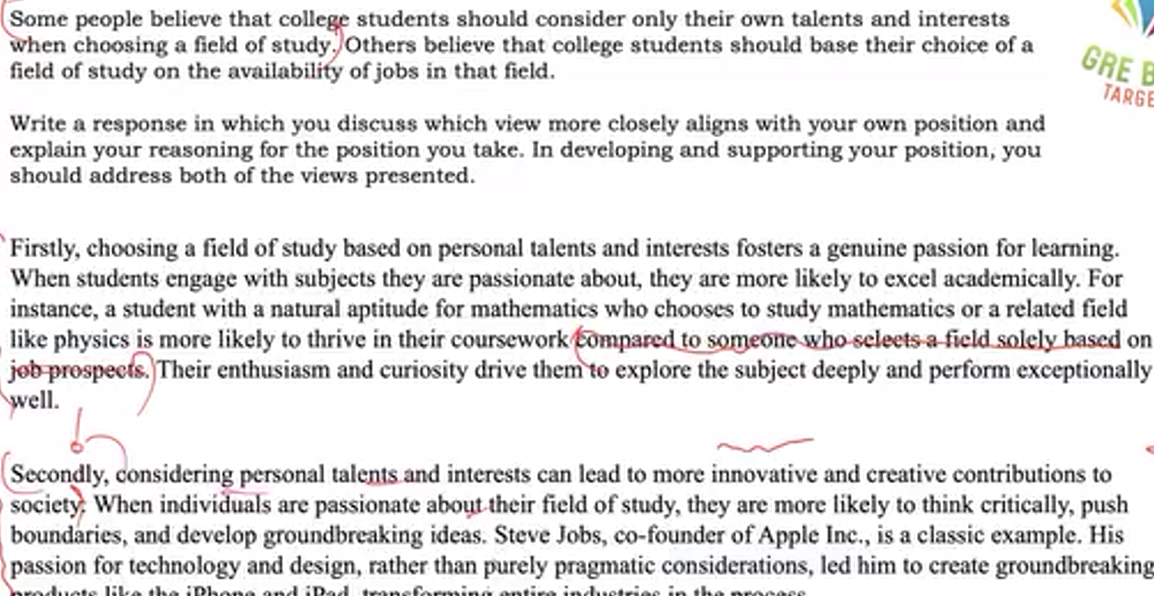 Some people believe that college students should consider only their own talents and interests
when choosing a field of study. Others believe that college students should base their choice of a
field of study on the availability of jobs in that field.
GRE
TARGE
Write a response in which you discuss which view more closely aligns with your own position and
explain your reasoning for the position you take. In developing and supporting your position, you
should address both of the views presented.
Firstly, choosing a field of study based on personal talents and interests fosters a genuine passion for learning.
When students engage with subjects they are passionate about, they are more likely to excel academically. For
instance, a student with a natural aptitude for mathematics who chooses to study mathematics or a related field
like physics is more likely to thrive in their coursework compared to someone who selects a field solely based on
job prospects. Their enthusiasm and curiosity drive them to explore the subject deeply and perform exceptionally
well.
Secondly, considering personal talents and interests can lead to more innovative and creative contributions to
society. When individuals are passionate about their field of study, they are more likely to think critically, push
boundaries, and develop groundbreaking ideas. Steve Jobs, co-founder of Apple Inc., is a classic example. His
passion for technology and design, rather than purely pragmatic considerations, led him to create groundbreaking
products like the iPhone and iPad, transforming entire industries in the process.